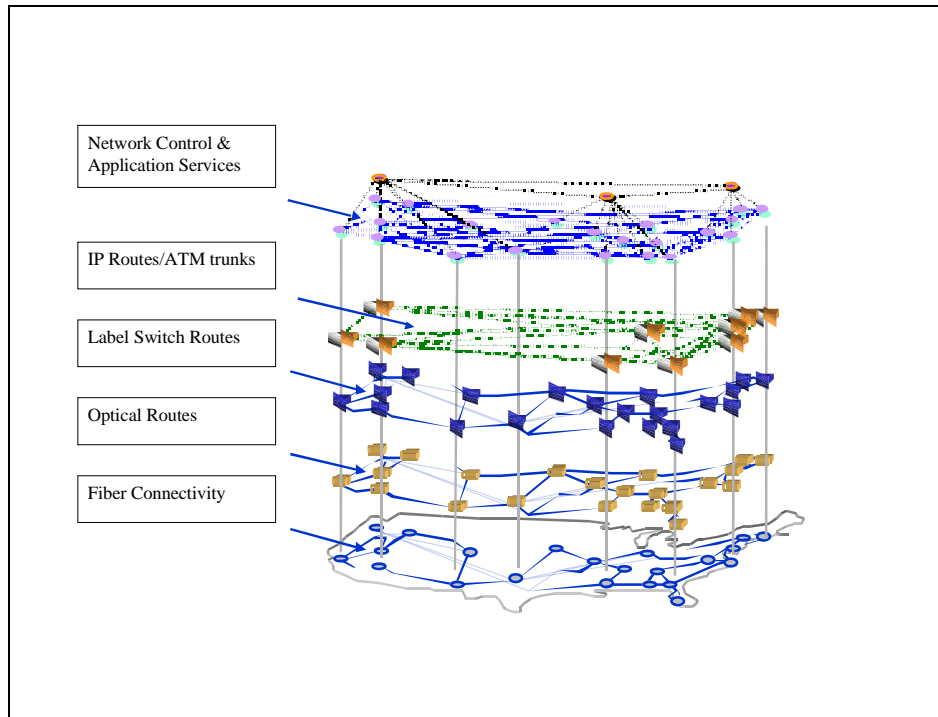 Network Control &
Application Services
IP Routes/ATM trunks
Label Switch Routes
Optical Routes
Fiber Connectivity